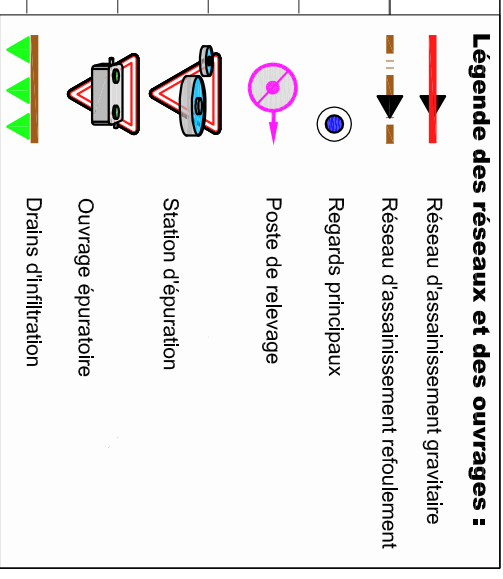 Légende des réseaux et des ouvrages :
Réseau d'assainissement gravitaire
Réseau d'assainissement refoulement
Regards principaux
Poste de relevage
Station d'épuration
Ouvrage épuratoire
Drains d'infiltration